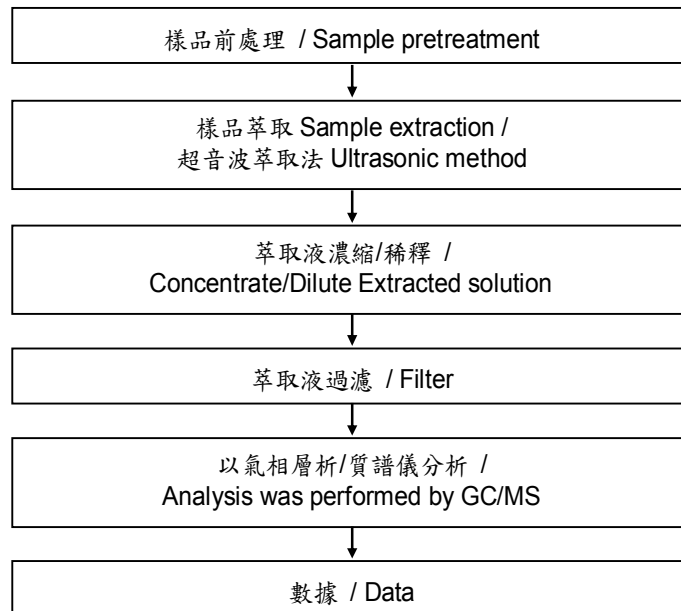 樣品前處理 / Sample pretreatment
樣品萃取 Sample extraction /
超音波萃取法 Ultrasonic method
萃取液濃縮/稀釋 /
Concentrate/Dilute Extracted solution
萃取液過濾 / Filter
以氣相層析/質譜儀分析 /
Analysis was performed by GC/MS
數據 / Data